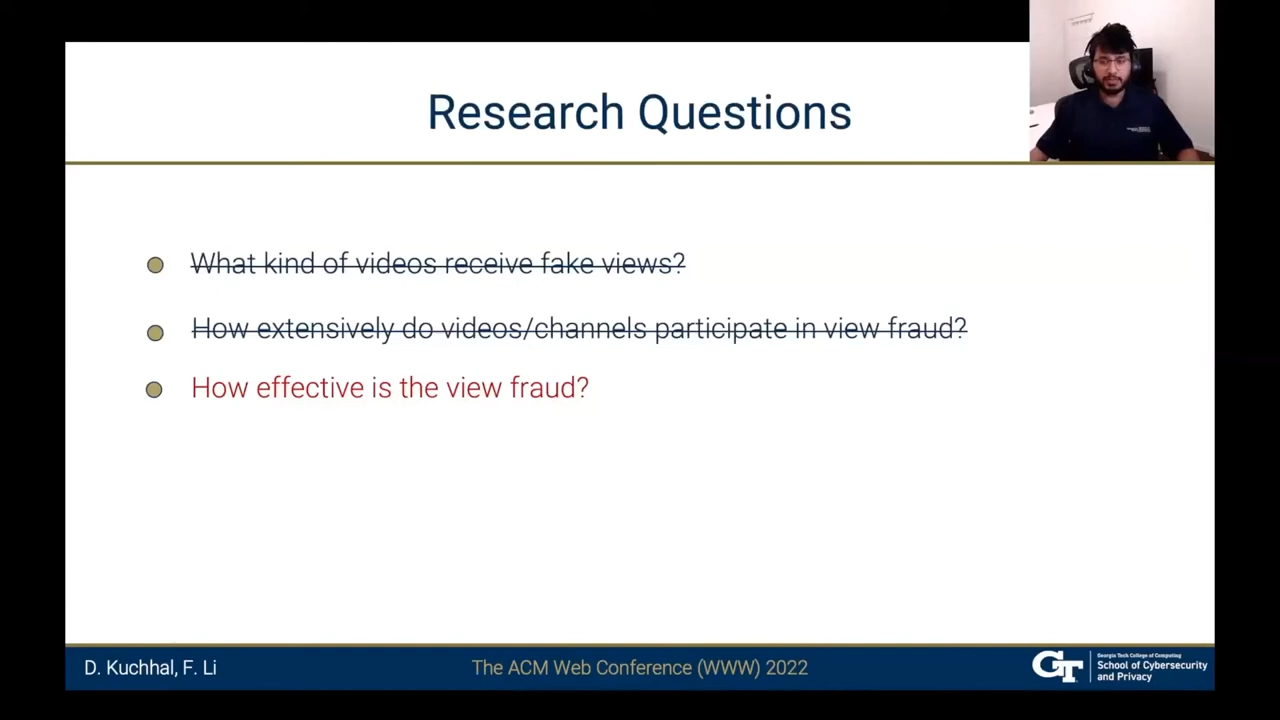 Research Questions
What kind of videos receive fake views?
How extensively do videos/channels participate in view fraud?
How effective is the view fraud?
D. Kuchhal, F. Li
The ACM Web Conference (WWW) 2022
GT
Georgia Tech College of Computing
School of Cybersecurity
and Privacy